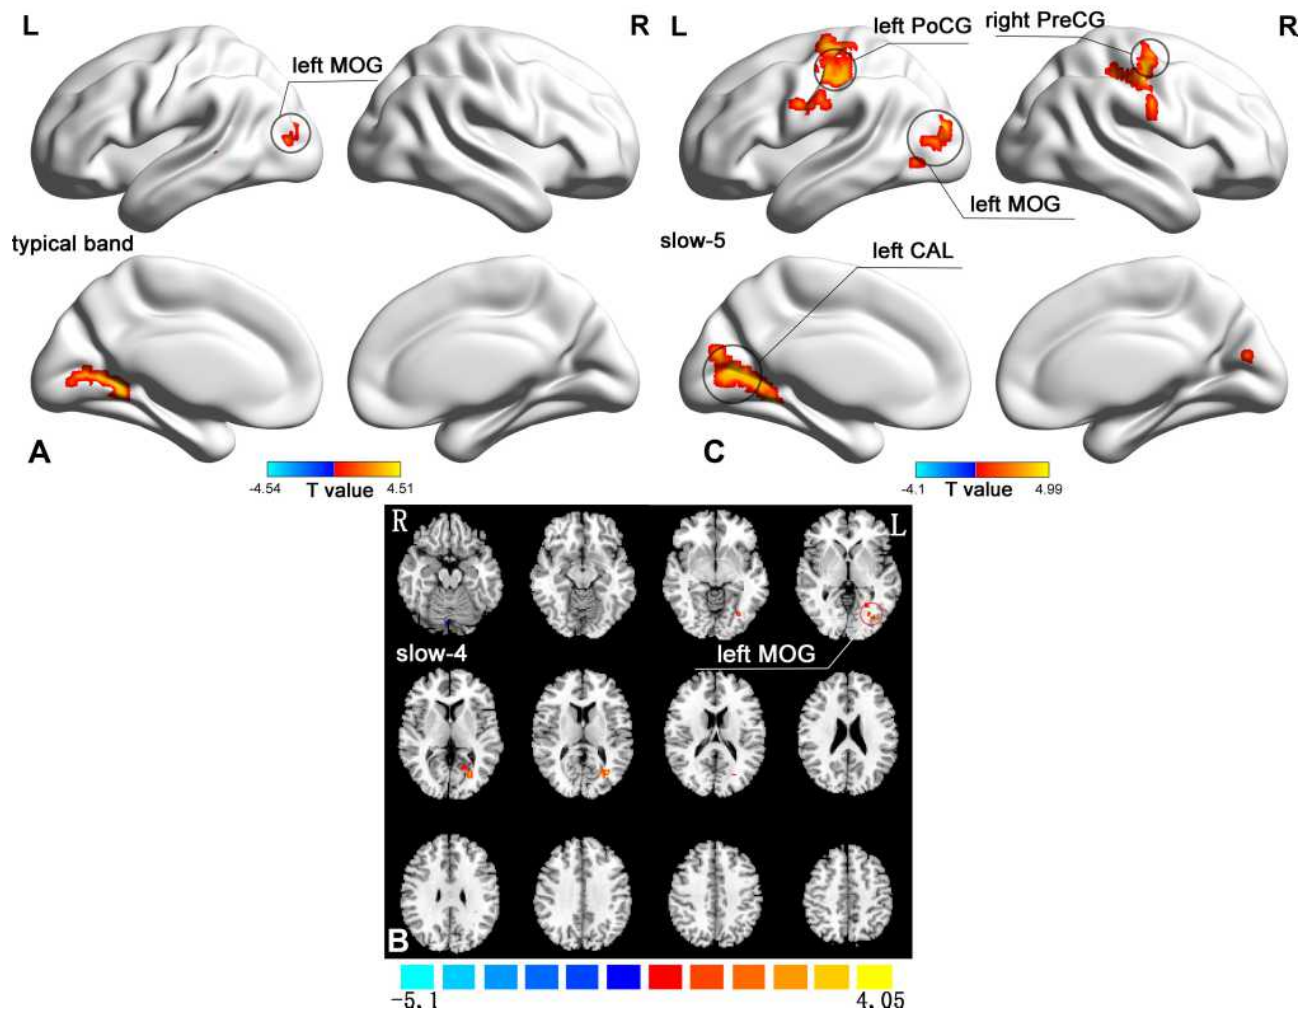 L
R
left MOG
typical band
A
-4.54
T value
4.51
L
left PoCG
right PreCG
R
left MOG
slow-5
left CAL
C
-4.1
T value
4.99
R
L
slow-4
left MOG
B
-5.1
4.05